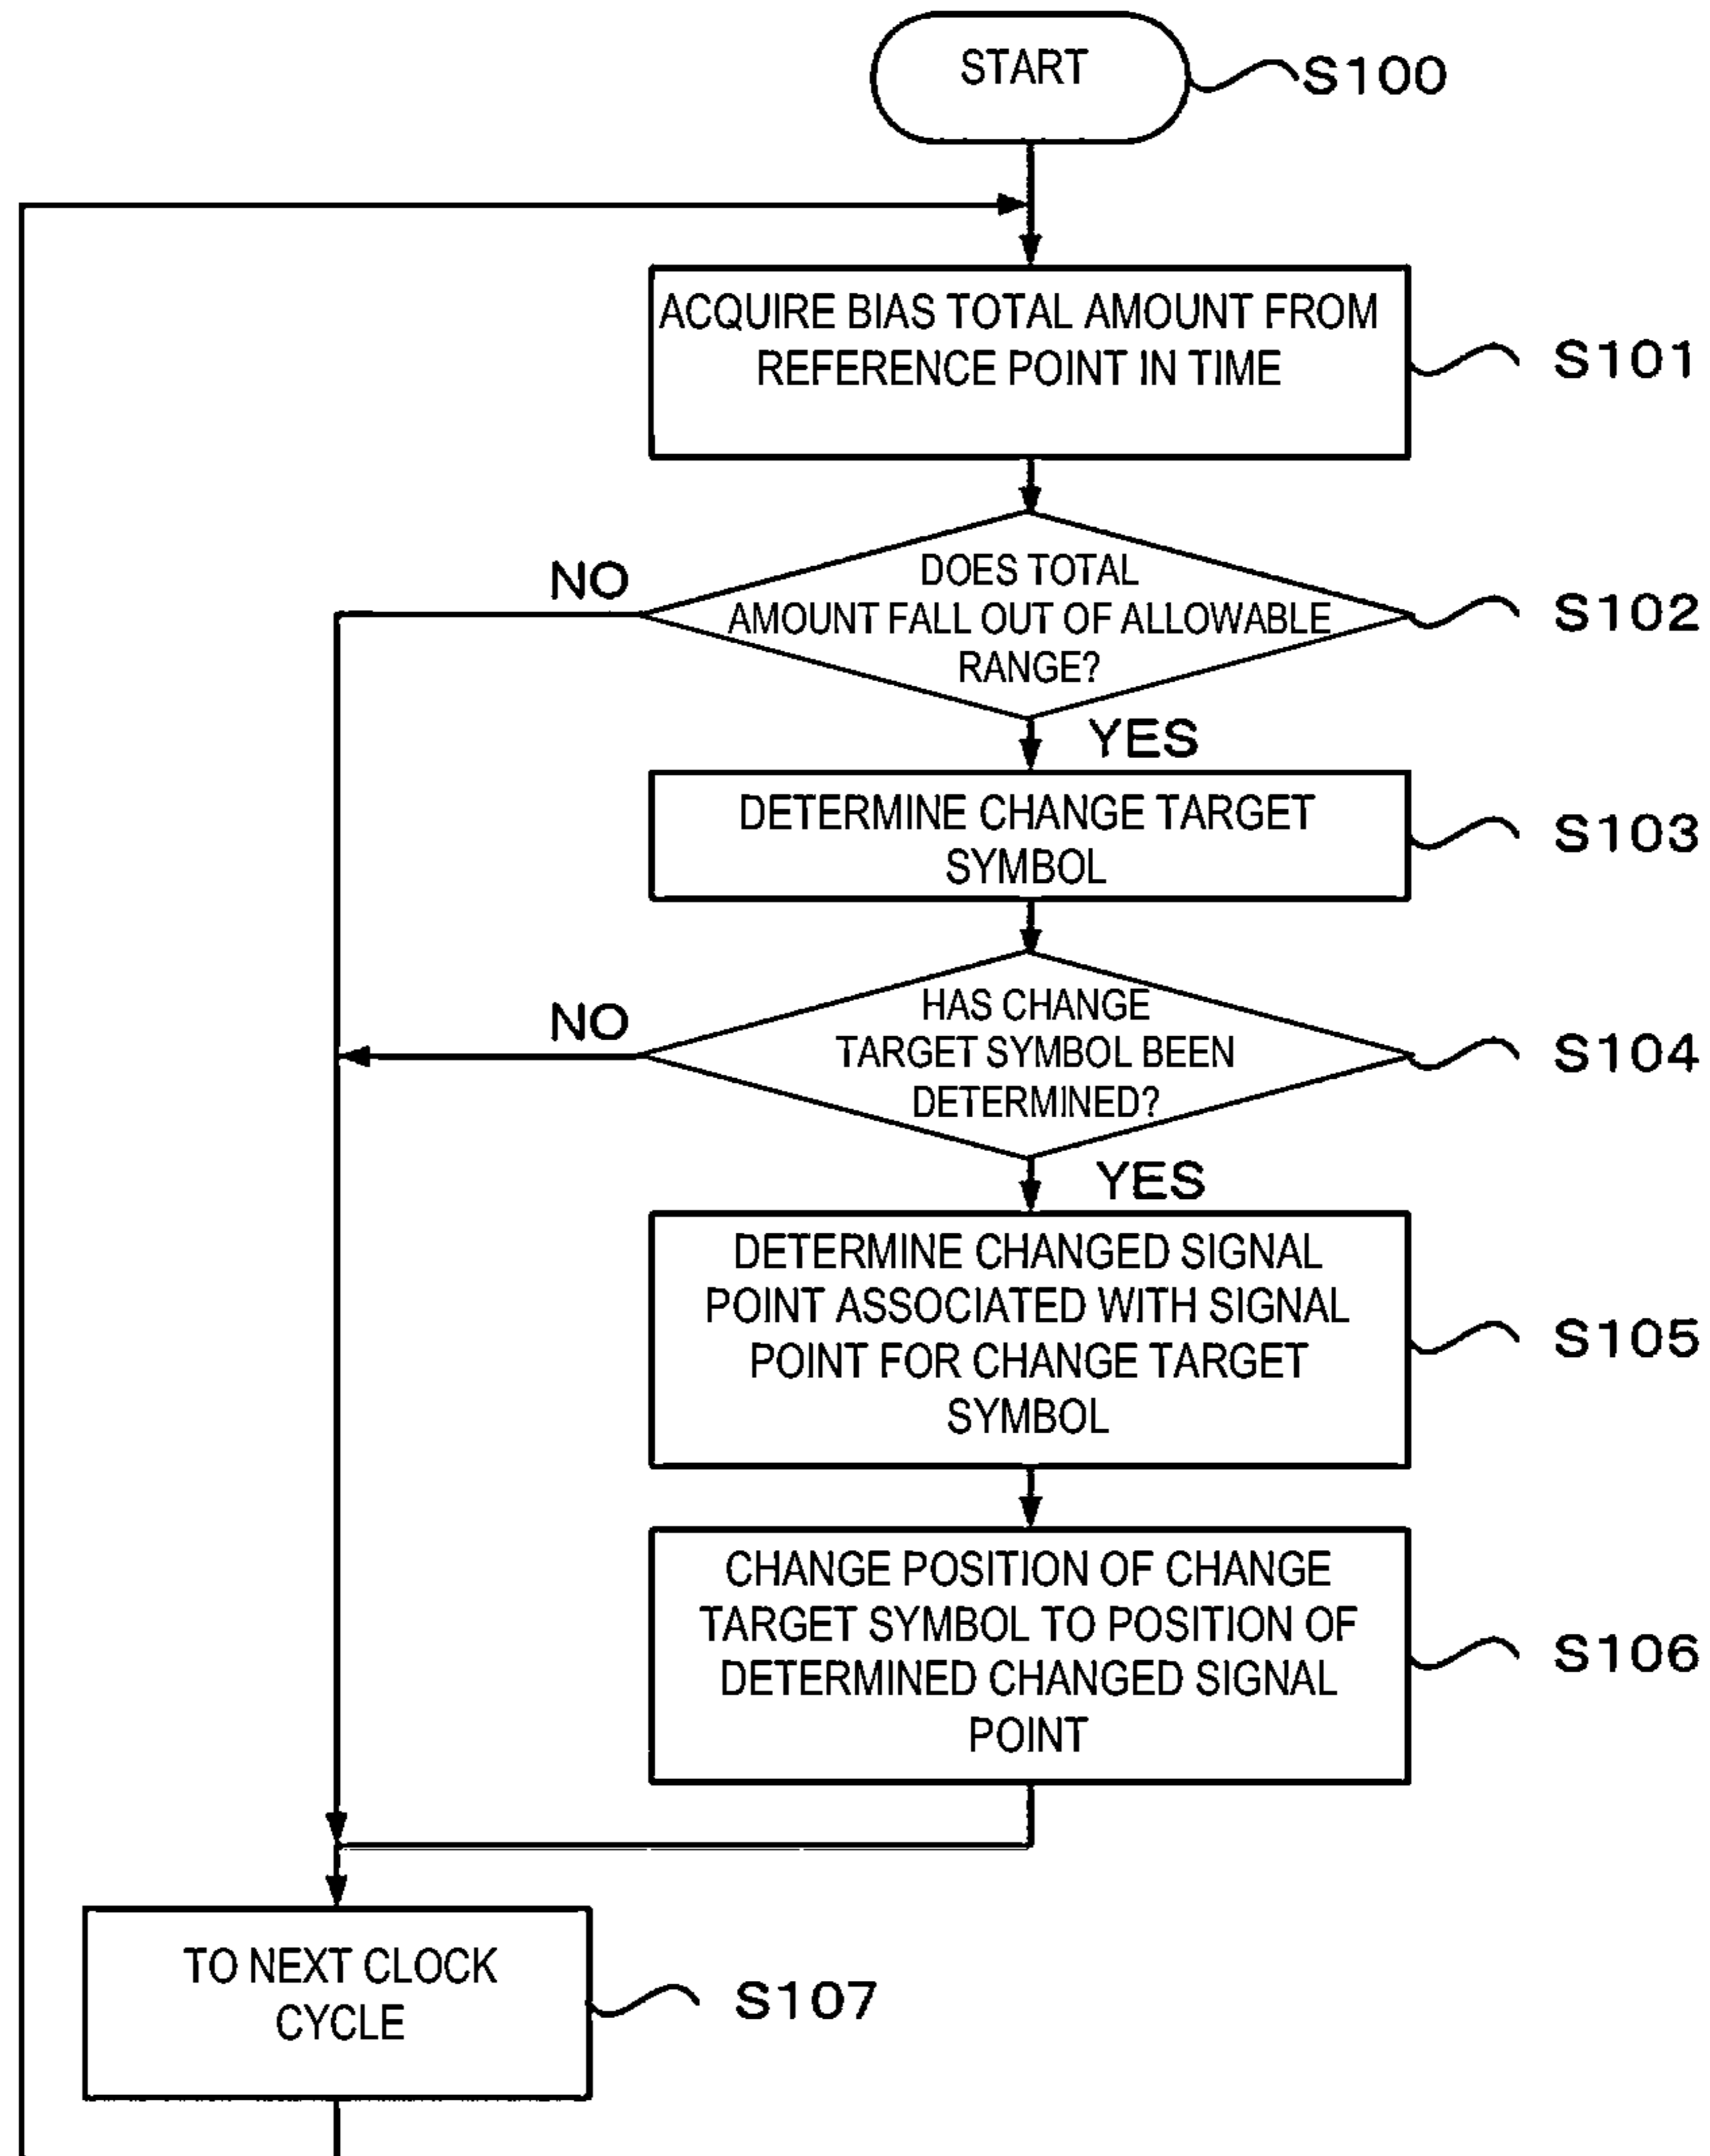 START
S100
ACQUIRE BIAS TOTAL AMOUNT FROM
REFERENCE POINT IN TIME
S101
DOES TOTAL
AMOUNT FALL OUT OF ALLOWABLE
RANGE?
S102
NO
YES
DETERMINE CHANGE TARGET
SYMBOL
S103
HAS CHANGE
TARGET SYMBOL BEEN
DETERMINED?
S104
NO
YES
DETERMINE CHANGED SIGNAL
POINT ASSOCIATED WITH SIGNAL
POINT FOR CHANGE TARGET
SYMBOL
S105
CHANGE POSITION OF CHANGE
TARGET SYMBOL TO POSITION OF
DETERMINED CHANGED SIGNAL
POINT
S106
TO NEXT CLOCK
CYCLE
S107